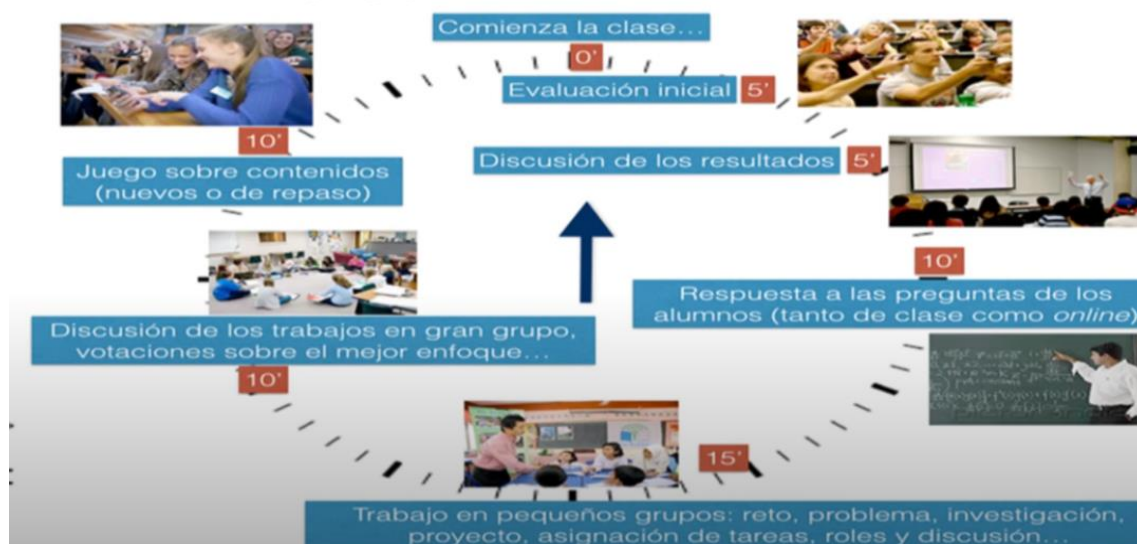 Comienza la clase...
0'
Evaluación inicial
5'
Discusión de los resultados
5'
10'
Respuesta a las preguntas de los
alumnos (tanto de clase como online)
15'
Trabajo en pequeños grupos: reto, problema, investigación,
proyecto, asignación de tareas, roles y discusión...
Discusión de los trabajos en gran grupo,
votaciones sobre el mejor enfoque...
10'
10'
Juego sobre contenidos
(nuevos o de repaso)